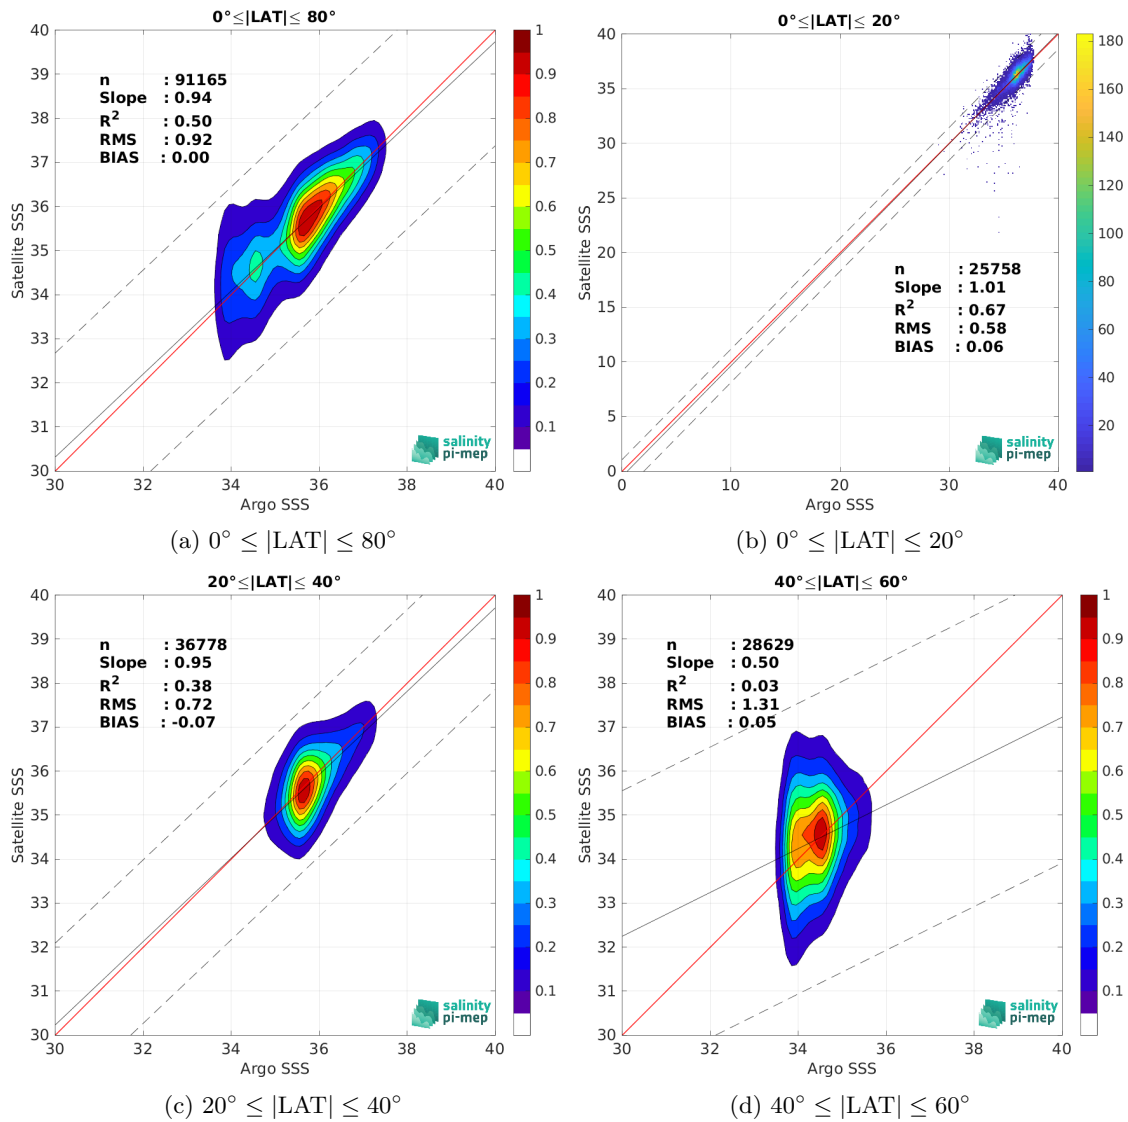 0°≤|LAT|≤ 80°
40
39
38
37
36
35
34
33
32
31
30
30 32 34 36 38 40
Satellite SSS
Argo SSS
n : 91165
Slope : 0.94
R² : 0.50
RMS : 0.92
BIAS : 0.00
salinity
pi-mep
1
0.9
0.8
0.7
0.6
0.5
0.4
0.3
0.2
0.1
(a) 0° ≤ |LAT| ≤ 80°
0°≤|LAT|≤ 20°
40
35
30
25
20
15
10
5
0
0 10 20 30 40
Satellite SSS
Argo SSS
n : 25758
Slope : 1.01
R² : 0.67
RMS : 0.58
BIAS : 0.06
salinity
pi-mep
180
160
140
120
100
80
60
40
20
(b) 0° ≤ |LAT| ≤ 20°
20°≤|LAT|≤ 40°
40
39
38
37
36
35
34
33
32
31
30
30 32 34 36 38 40
Satellite SSS
Argo SSS
n : 36778
Slope : 0.95
R² : 0.38
RMS : 0.72
BIAS : -0.07
salinity
pi-mep
1
0.9
0.8
0.7
0.6
0.5
0.4
0.3
0.2
0.1
(c) 20° ≤ |LAT| ≤ 40°
40°≤|LAT|≤ 60°
40
39
38
37
36
35
34
33
32
31
30
30 32 34 36 38 40
Satellite SSS
Argo SSS
n : 28629
Slope : 0.50
R² : 0.03
RMS : 1.31
BIAS : 0.05
salinity
pi-mep
1
0.9
0.8
0.7
0.6
0.5
0.4
0.3
0.2
0.1
(d) 40° ≤ |LAT| ≤ 60°